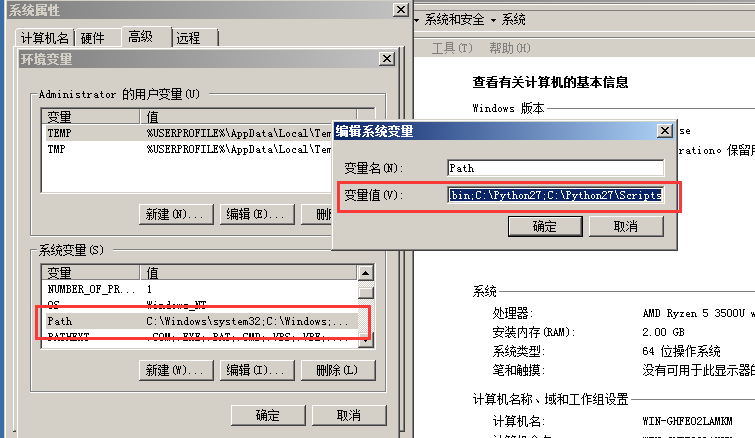 系统属性
计算机名
硬件
高级
远程
环境变量
Administrator 的用户变量(U)
变量 值
TEMP %USERPROFILE%\AppData\Local\Tem
TMP %USERPROFILE%\AppData\Local\Tem
新建(N)...
编辑(E)...
删除
系统变量(S)
变量 值
NUMBER_OF_PR... 1
OS Windows_NT
Path C:\Windows\system32;C:\Windows;...
PATHEXT .COM;.EXE;.BAT;.CMD;.VBS;.VBE;...
新建(W)...
编辑(I)...
删除(L)
确定
取消
编辑系统变量
变量名(N): Path
变量值(V): bin;C:\Python27;C:\Python27\Scripts
确定
取消
系统和安全
系统
工具(T)
帮助(H)
查看有关计算机的基本信息
Windows 版本
se
ration。保留用
系统
处理器: AMD Ryzen 5 3500U w
安装内存(RAM): 2.00 GB
系统类型: 64 位操作系统
笔和触摸: 没有可用于此显示器的
计算机名称、域和工作组设置
计算机名: WIN-GHFEO2LAMKM